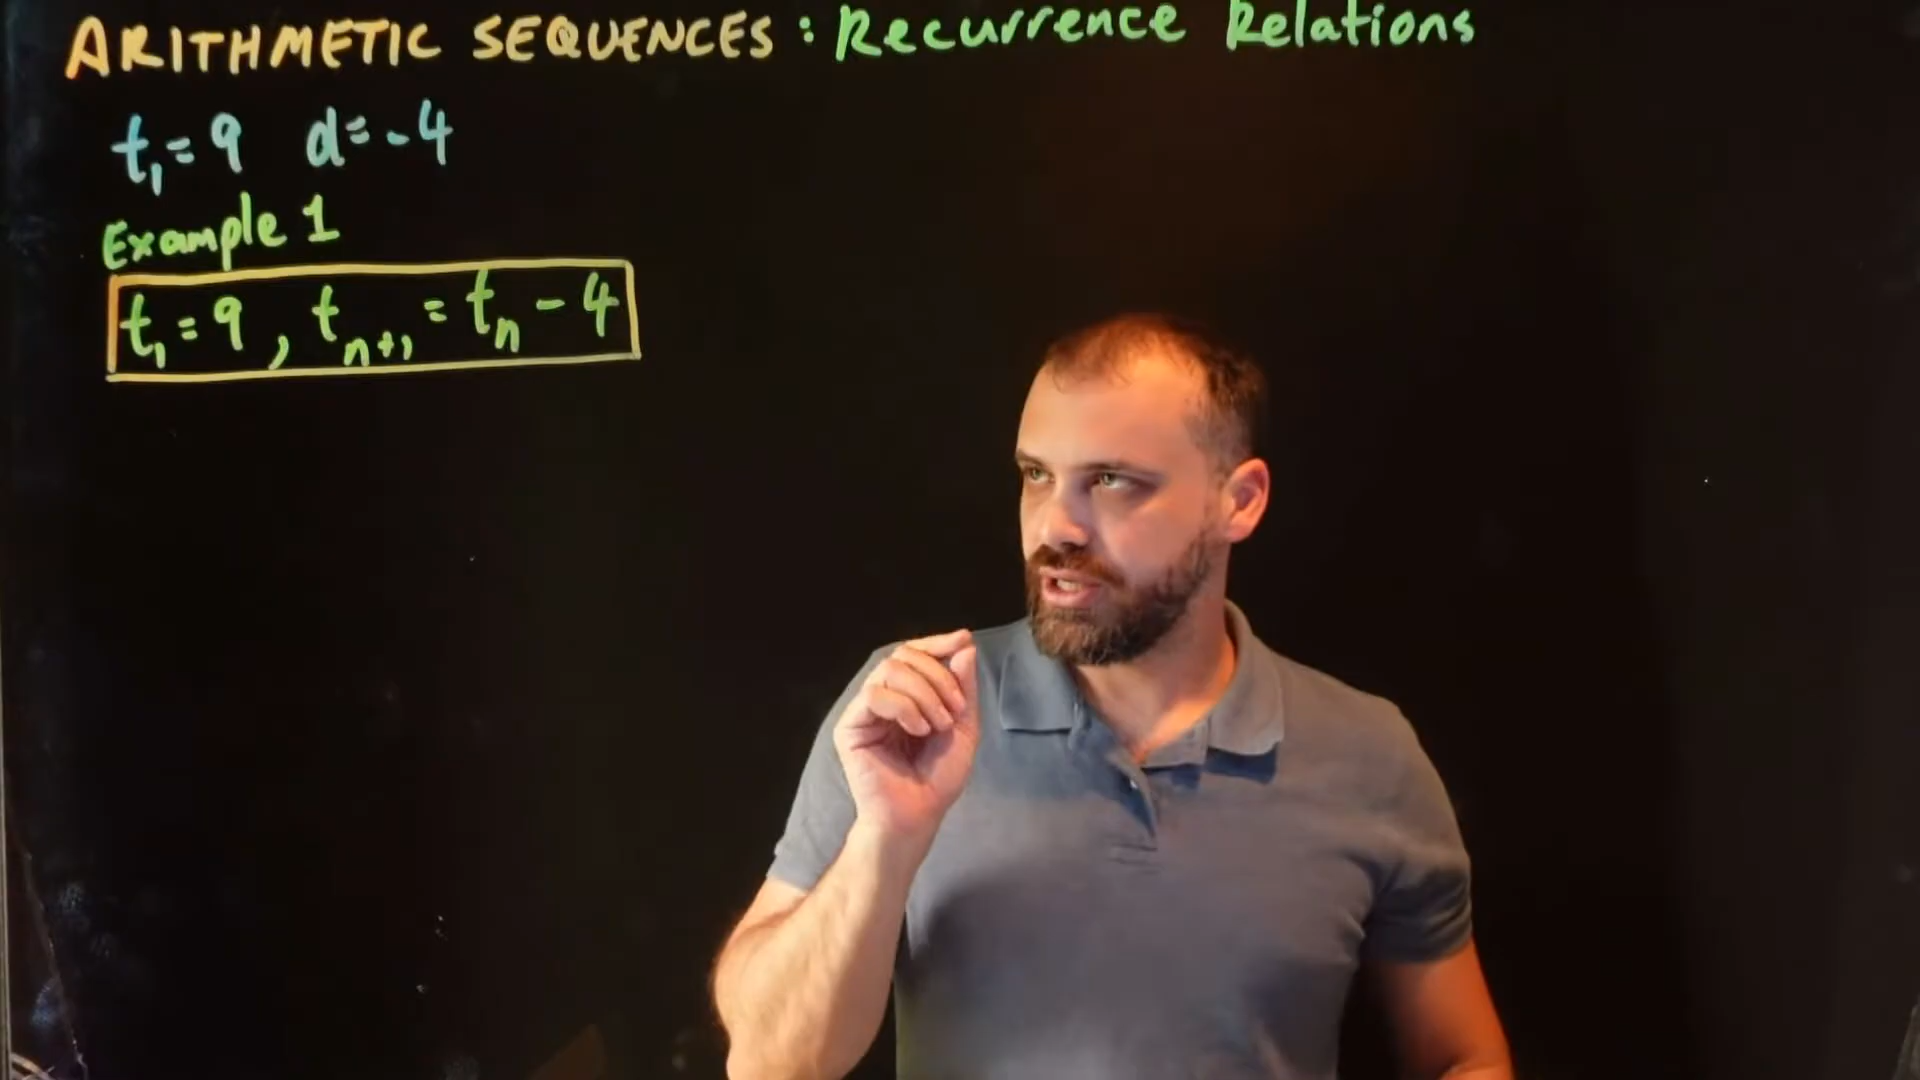 ARITHMETIC SEQUENCES : Recurrence Relations
t₁ = 9 d = -4
Example 1
t₁ = 9 , tₙ₊₁ = tₙ - 4